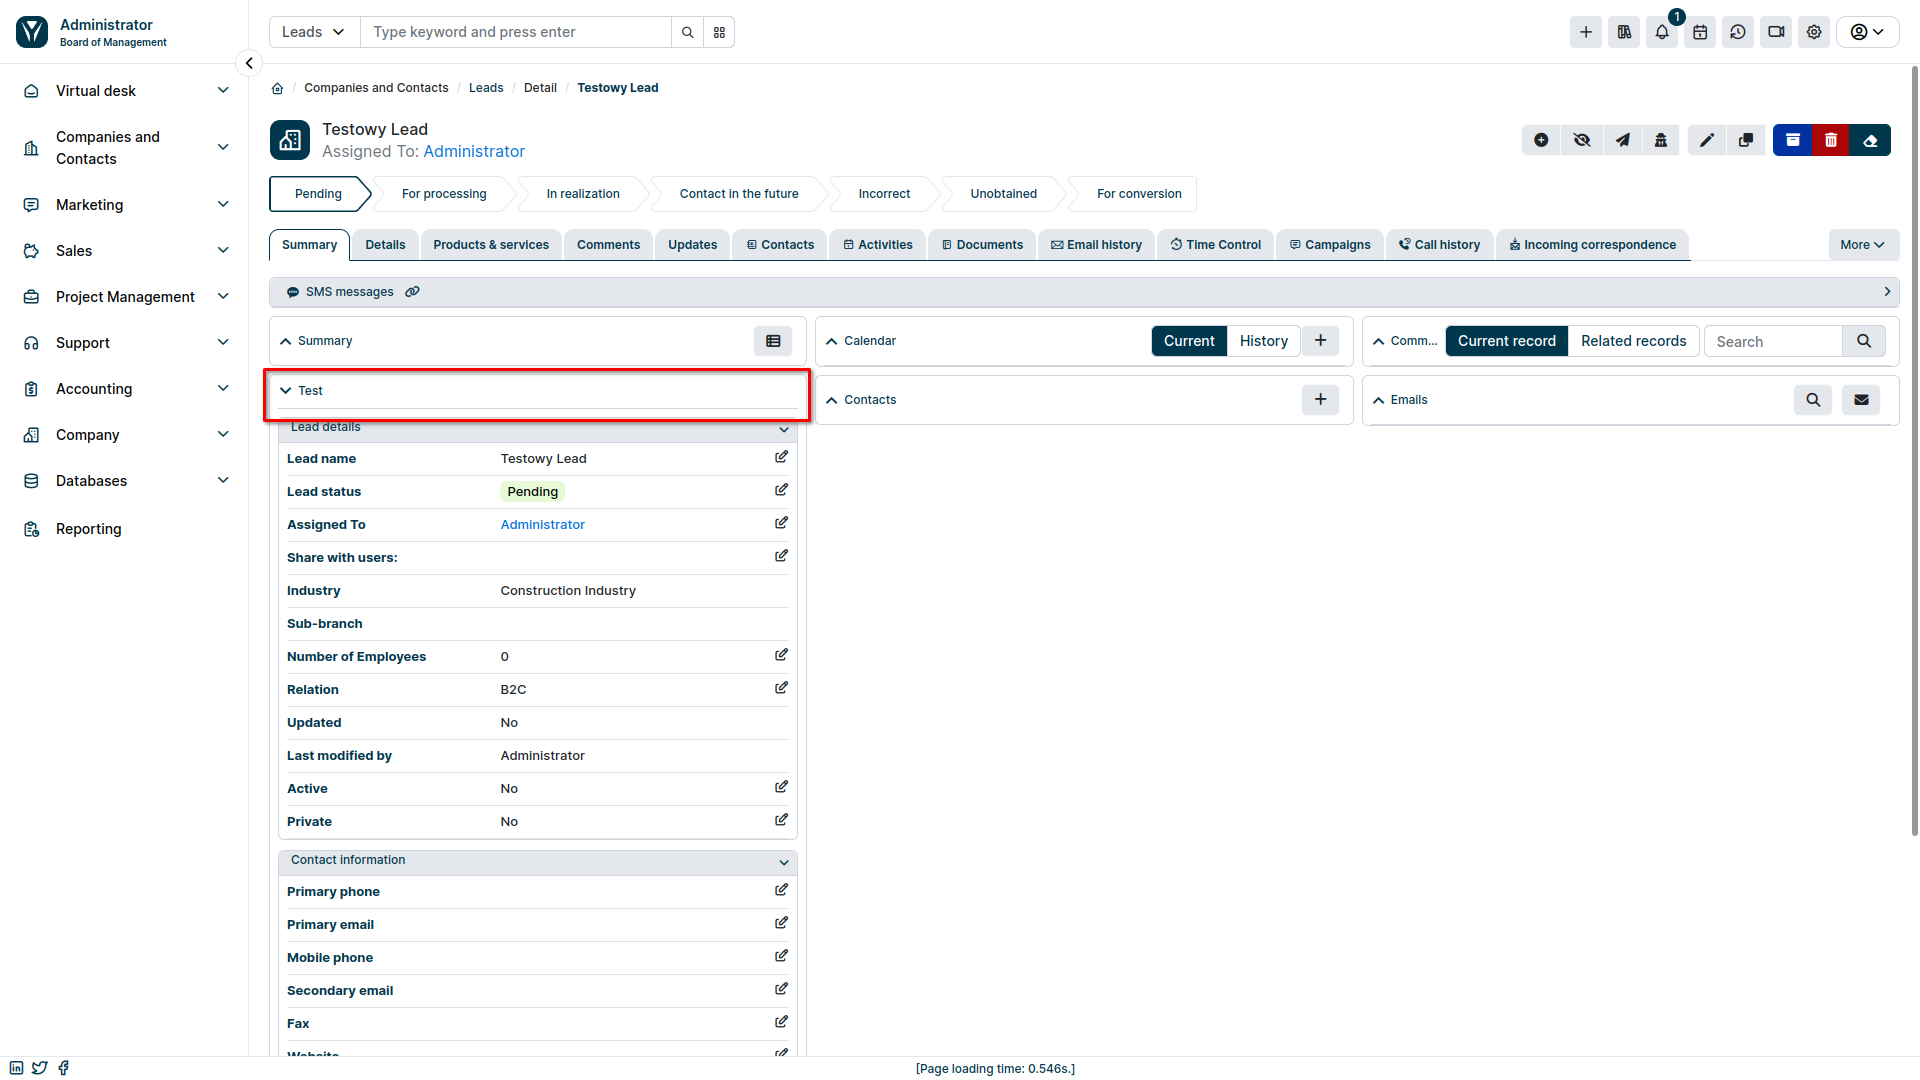 Administrator
Board of Management
Leads
Type keyword and press enter
1
Virtual desk
Companies and
Contacts
Marketing
Sales
Project Management
Support
Accounting
Company
Databases
Reporting
/ Companies and Contacts / Leads / Detail / Testowy Lead
Testowy Lead
Assigned To: Administrator
Pending
For processing
In realization
Contact in the future
Incorrect
Unobtained
For conversion
Summary
Details
Products & services
Comments
Updates
Contacts
Activities
Documents
Email history
Time Control
Campaigns
Call history
Incoming correspondence
More
SMS messages
Summary
Test
Lead details
Lead name Testowy Lead
Lead status Pending
Assigned To Administrator
Share with users:
Industry Construction Industry
Sub-branch
Number of Employees 0
Relation B2C
Updated No
Last modified by Administrator
Active No
Private No
Contact information
Primary phone
Primary email
Mobile phone
Secondary email
Fax
Website
Calendar
Current
History
Contacts
Comm...
Current record
Related records
Search
Emails
[Page loading time: 0.546s.]